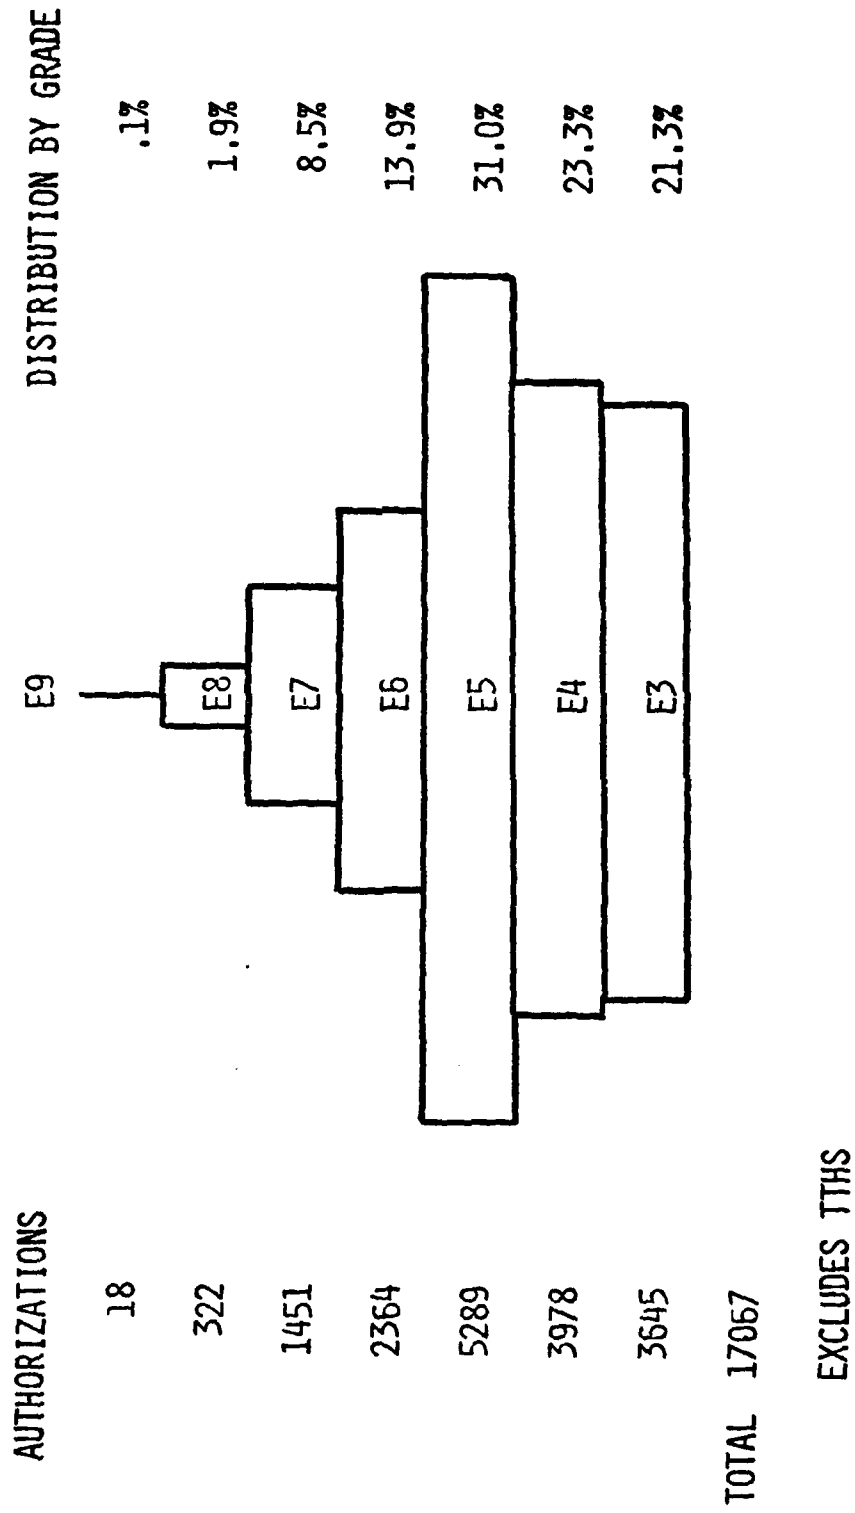 AUTHORIZATIONS E9 DISTRIBUTION BY GRADE
18 .1%
322 E8 1.9%
1451 E7 8.5%
2364 E6 13.9%
5289 E5 31.0%
3978 E4 23.3%
3645 E3 21.3%
TOTAL 17067
EXCLUDES TTHS